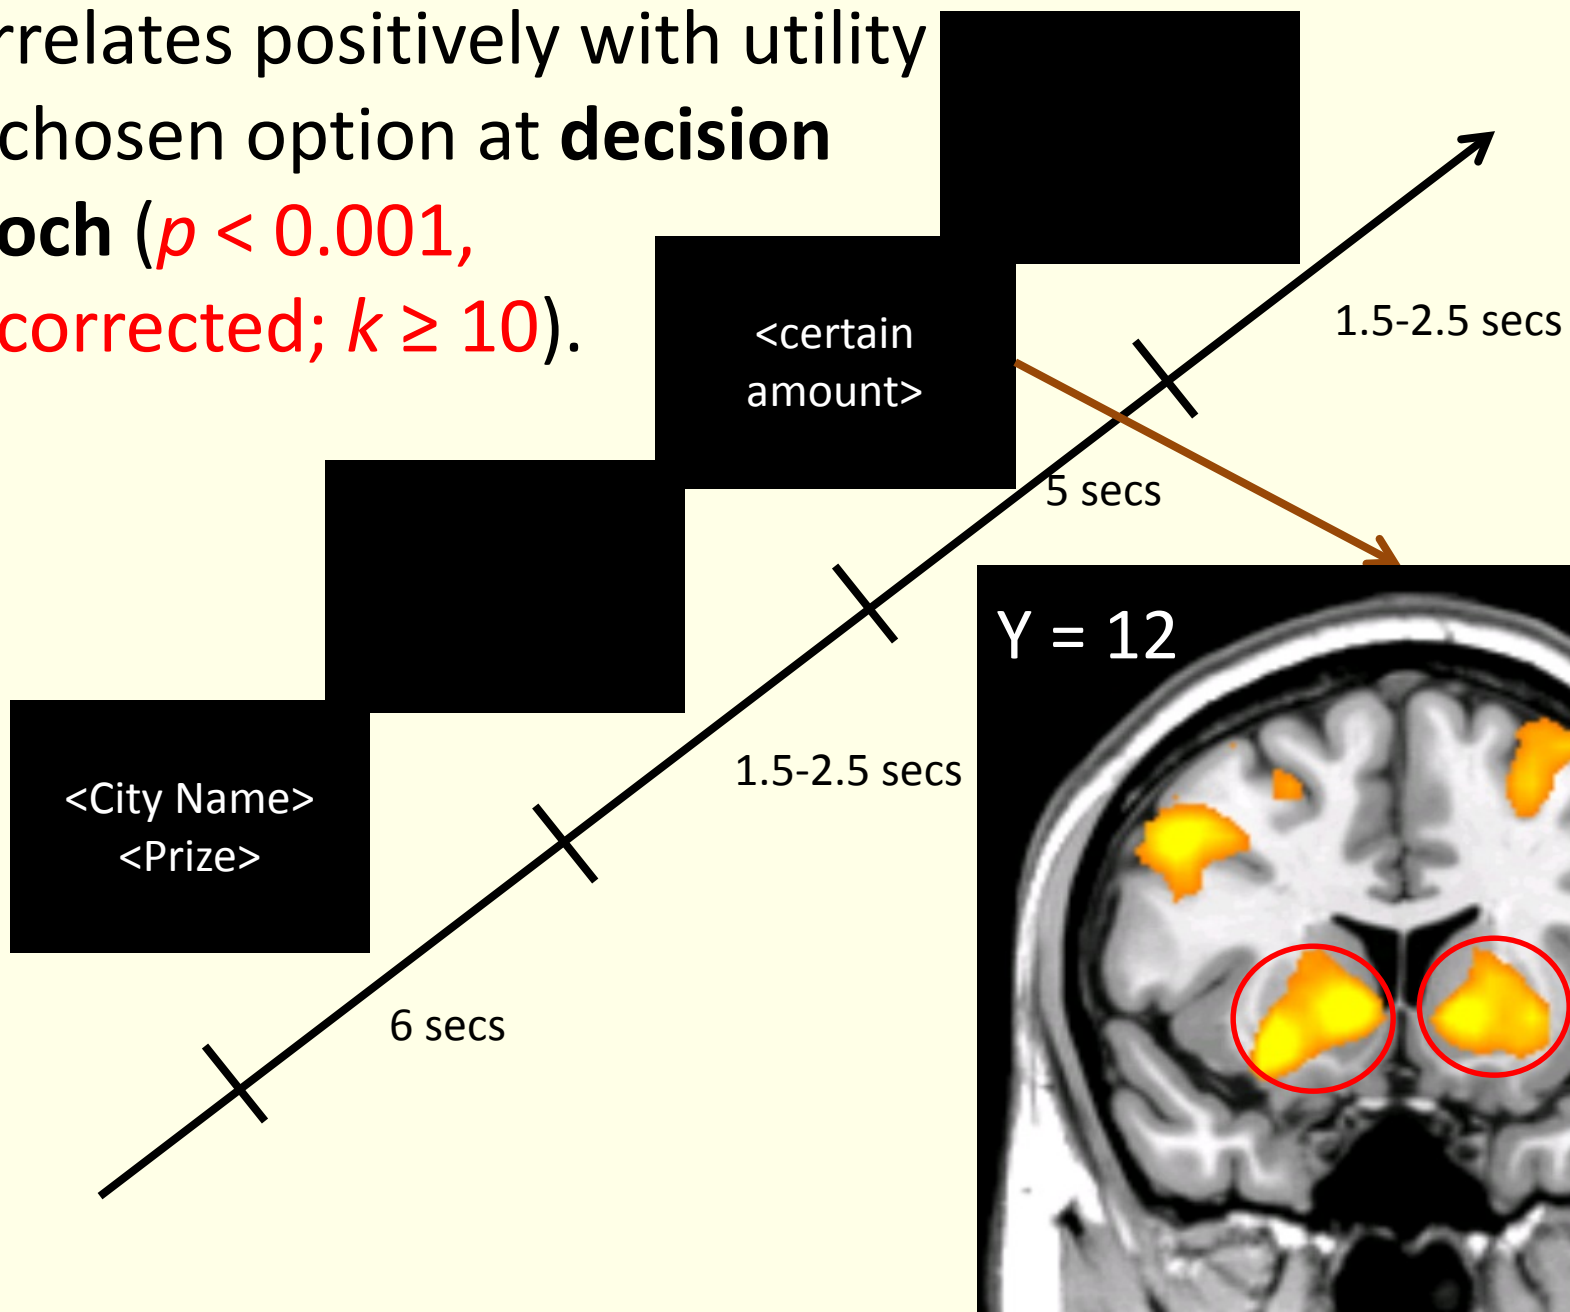 rrelates positively with utility
chosen option at decision
och (p < 0.001,
corrected; k ≥ 10).
<certain
amount>
1.5-2.5 secs
5 secs
Y = 12
1.5-2.5 secs
<City Name>
<Prize>
6 secs